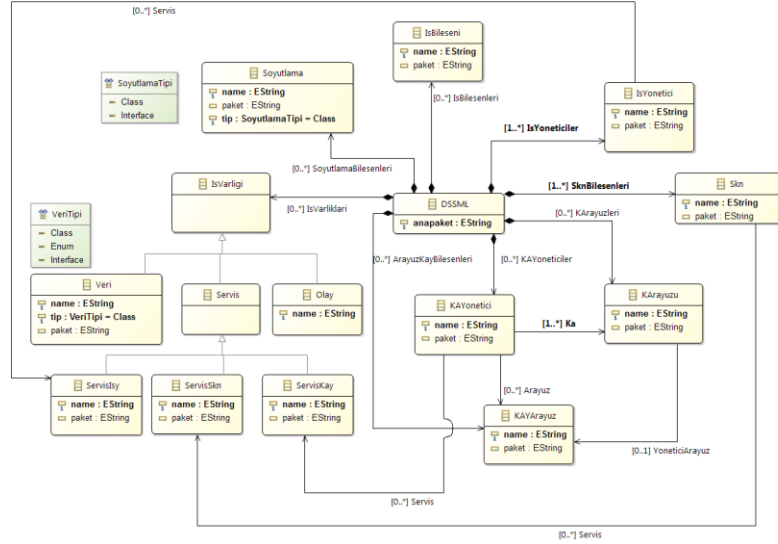 [0..*] Servis
IsBileseni
name : EString
paket : EString
[0..*] IsBilesenleri
SoyutlamaTipi
Class
Interface
Soyutlama
name : EString
paket : EString
tip : SoyutlamaTipi = Class
[0..*] SoyutlamaBilesenleri
IsYonetici
name : EString
paket : EString
[1..*] IsYoneticiler
IsVarligi
[0..*] IsVarliklari
DSSML
anapaket : EString
[1..*] SknBilesenleri
Skn
name : EString
paket : EString
VeriTipi
Class
Enum
Interface
[0..*] KArayuzleri
[0..*] ArayuzKayBilesenleri
[0..*] KAYoneticiler
Veri
name : EString
tip : VeriTipi = Class
paket : EString
Servis
Olay
name : EString
KAYonetici
name : EString
paket : EString
[1..*] Ka
KArayuzu
name : EString
paket : EString
ServisIsy
name : EString
paket : EString
ServisSkn
name : EString
paket : EString
ServisKay
name : EString
paket : EString
[0..*] Arayuz
KAYArayuz
name : EString
paket : EString
[0..1] YoneticiArayuz
[0..*] Servis
[0..*] Servis